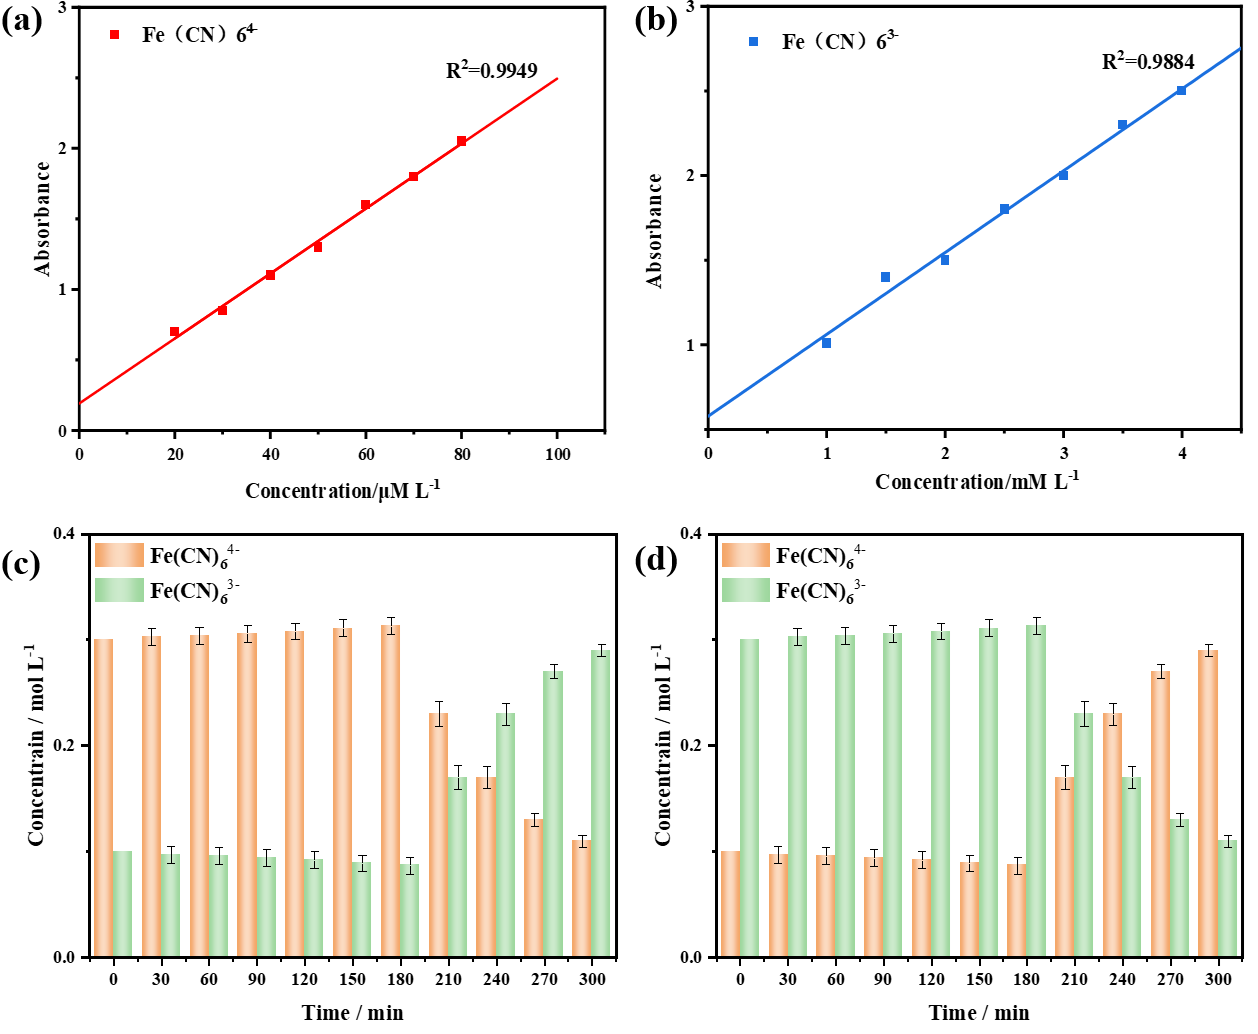 (a)
Fe（CN）6⁴⁻
R²=0.9949
3
2
1
0
Absorbance
0 20 40 60 80 100
Concentration/μM L⁻¹
(b)
Fe（CN）6³⁻
R²=0.9884
3
2
1
Absorbance
0 1 2 3 4
Concentration/mM L⁻¹
(c)
Fe(CN)₆⁴⁻
Fe(CN)₆³⁻
0.4
0.2
0.0
Concentrain / mol L⁻¹
0 30 60 90 120 150 180 210 240 270 300
Time / min
(d)
Fe(CN)₆⁴⁻
Fe(CN)₆³⁻
0.4
0.2
0.0
Concentrain / mol L⁻¹
0 30 60 90 120 150 180 210 240 270 300
Time / min